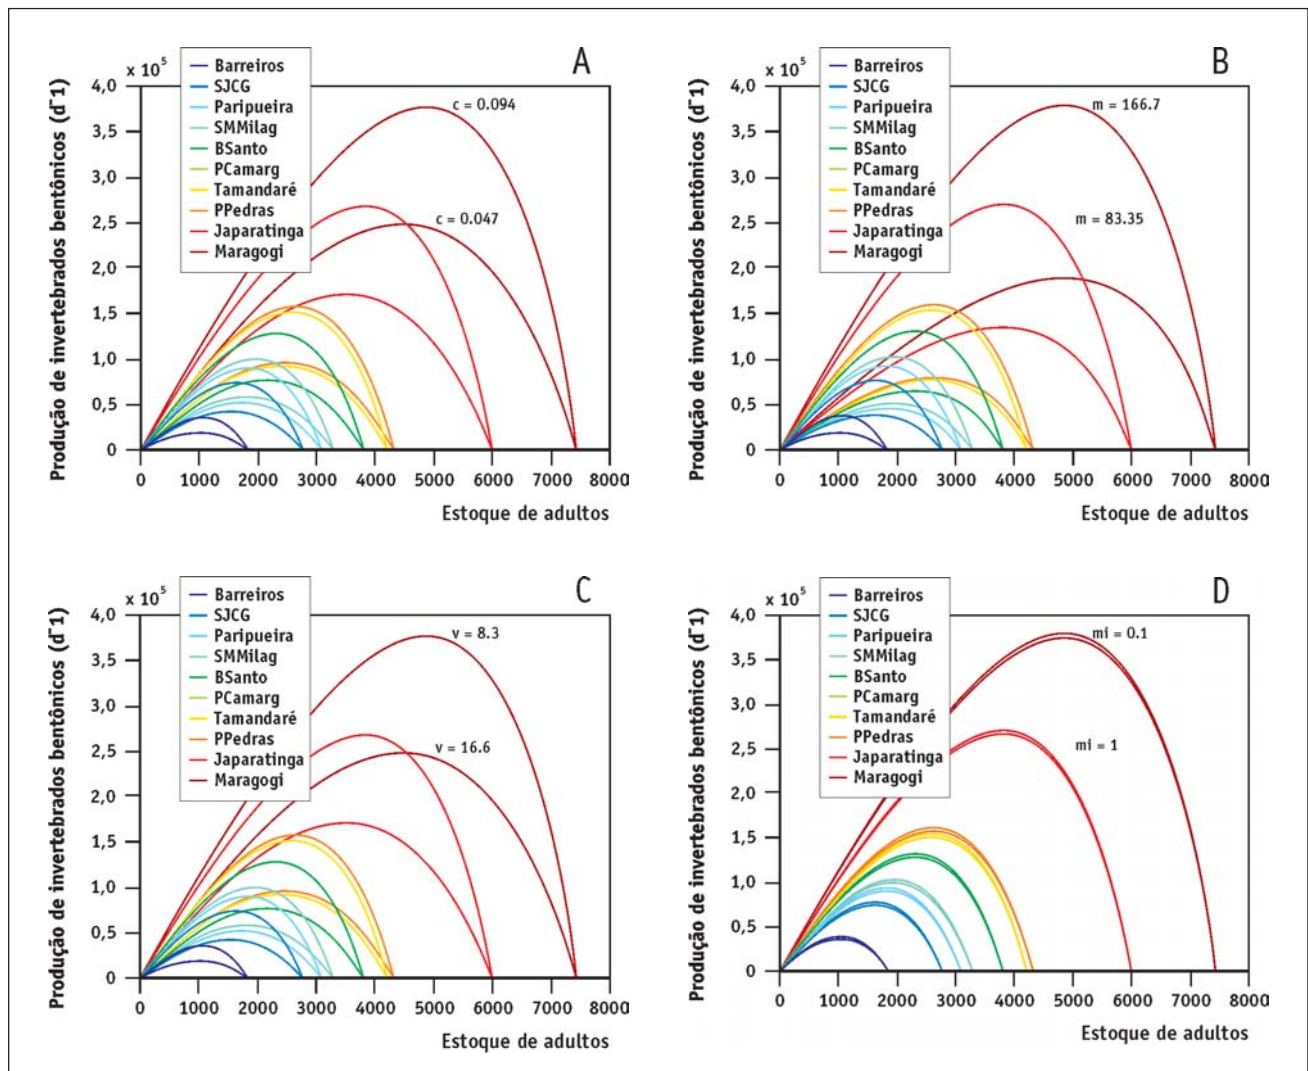 A
x 10⁵
4,0
3,5
3,0
2,5
2,0
1,5
1,0
0,5
0
Produção de invertebrados bentônicos (d⁻1)
Barreiros
SJCG
Paripueira
SMMilag
BSanto
PCamarg
Tamandaré
PPedras
Japaratinga
Maragogi
c = 0.094
c = 0.047
0 1000 2000 3000 4000 5000 6000 7000 8000
Estoque de adultos
B
x 10⁵
4,0
3,5
3,0
2,5
2,0
1,5
1,0
0,5
0
Produção de invertebrados bentônicos (d⁻1)
Barreiros
SJCG
Paripueira
SMMilag
BSanto
PCamarg
Tamandaré
PPedras
Japaratinga
Maragogi
m = 166.7
m = 83.35
0 1000 2000 3000 4000 5000 6000 7000 8000
Estoque de adultos
C
x 10⁵
4,0
3,5
3,0
2,5
2,0
1,5
1,0
0,5
0
Produção de invertebrados bentônicos (d⁻1)
Barreiros
SJCG
Paripueira
SMMilag
BSanto
PCamarg
Tamandaré
PPedras
Japaratinga
Maragogi
v = 8.3
v = 16.6
0 1000 2000 3000 4000 5000 6000 7000 8000
Estoque de adultos
D
x 10⁵
4,0
3,5
3,0
2,5
2,0
1,5
1,0
0,5
0
Produção de invertebrados bentônicos (d⁻1)
Barreiros
SJCG
Paripueira
SMMilag
BSanto
PCamarg
Tamandaré
PPedras
Japaratinga
Maragogi
mi = 0.1
mi = 1
0 1000 2000 3000 4000 5000 6000 7000 8000
Estoque de adultos